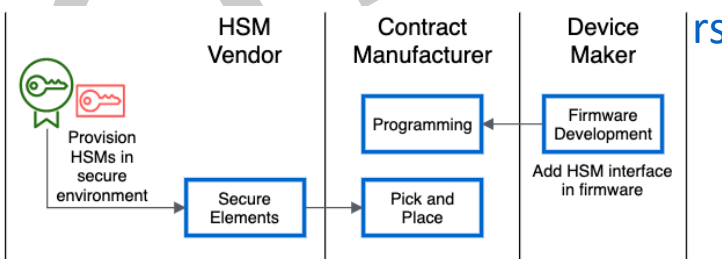 HSM
Vendor
Contract
Manufacturer
Device
Maker
rs
Provision
HSMs in
secure
environment
Programming
Firmware
Development
Add HSM interface
in firmware
Secure
Elements
Pick and
Place